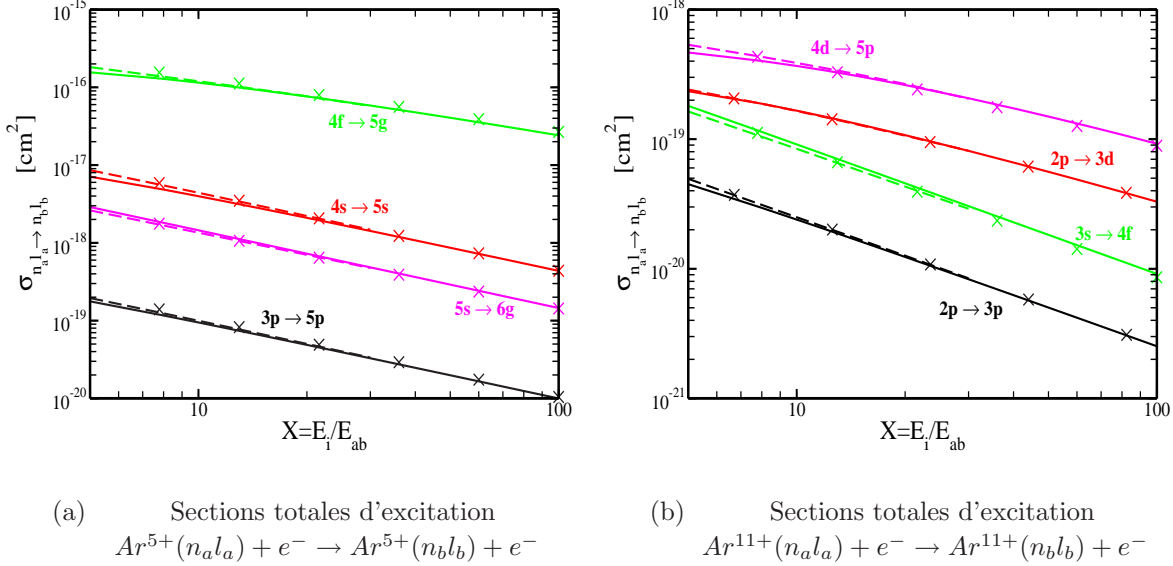 10^{-15}
10^{-16}
10^{-17}
10^{-18}
10^{-19}
10^{-20}
σ_{n_a l_a → n_b l_b} [cm^2]
4f → 5g
4s → 5s
5s → 6g
3p → 5p
10
100
X=E_i/E_{ab}
10^{-18}
10^{-19}
10^{-20}
10^{-21}
σ_{n_a l_a → n_b l_b} [cm^2]
4d → 5p
2p → 3d
3s → 4f
2p → 3p
10
100
X=E_i/E_{ab}
(a) Sections totales d'excitation
Ar^{5+}(n_a l_a) + e^- → Ar^{5+}(n_b l_b) + e^-
(b) Sections totales d'excitation
Ar^{11+}(n_a l_a) + e^- → Ar^{11+}(n_b l_b) + e^-